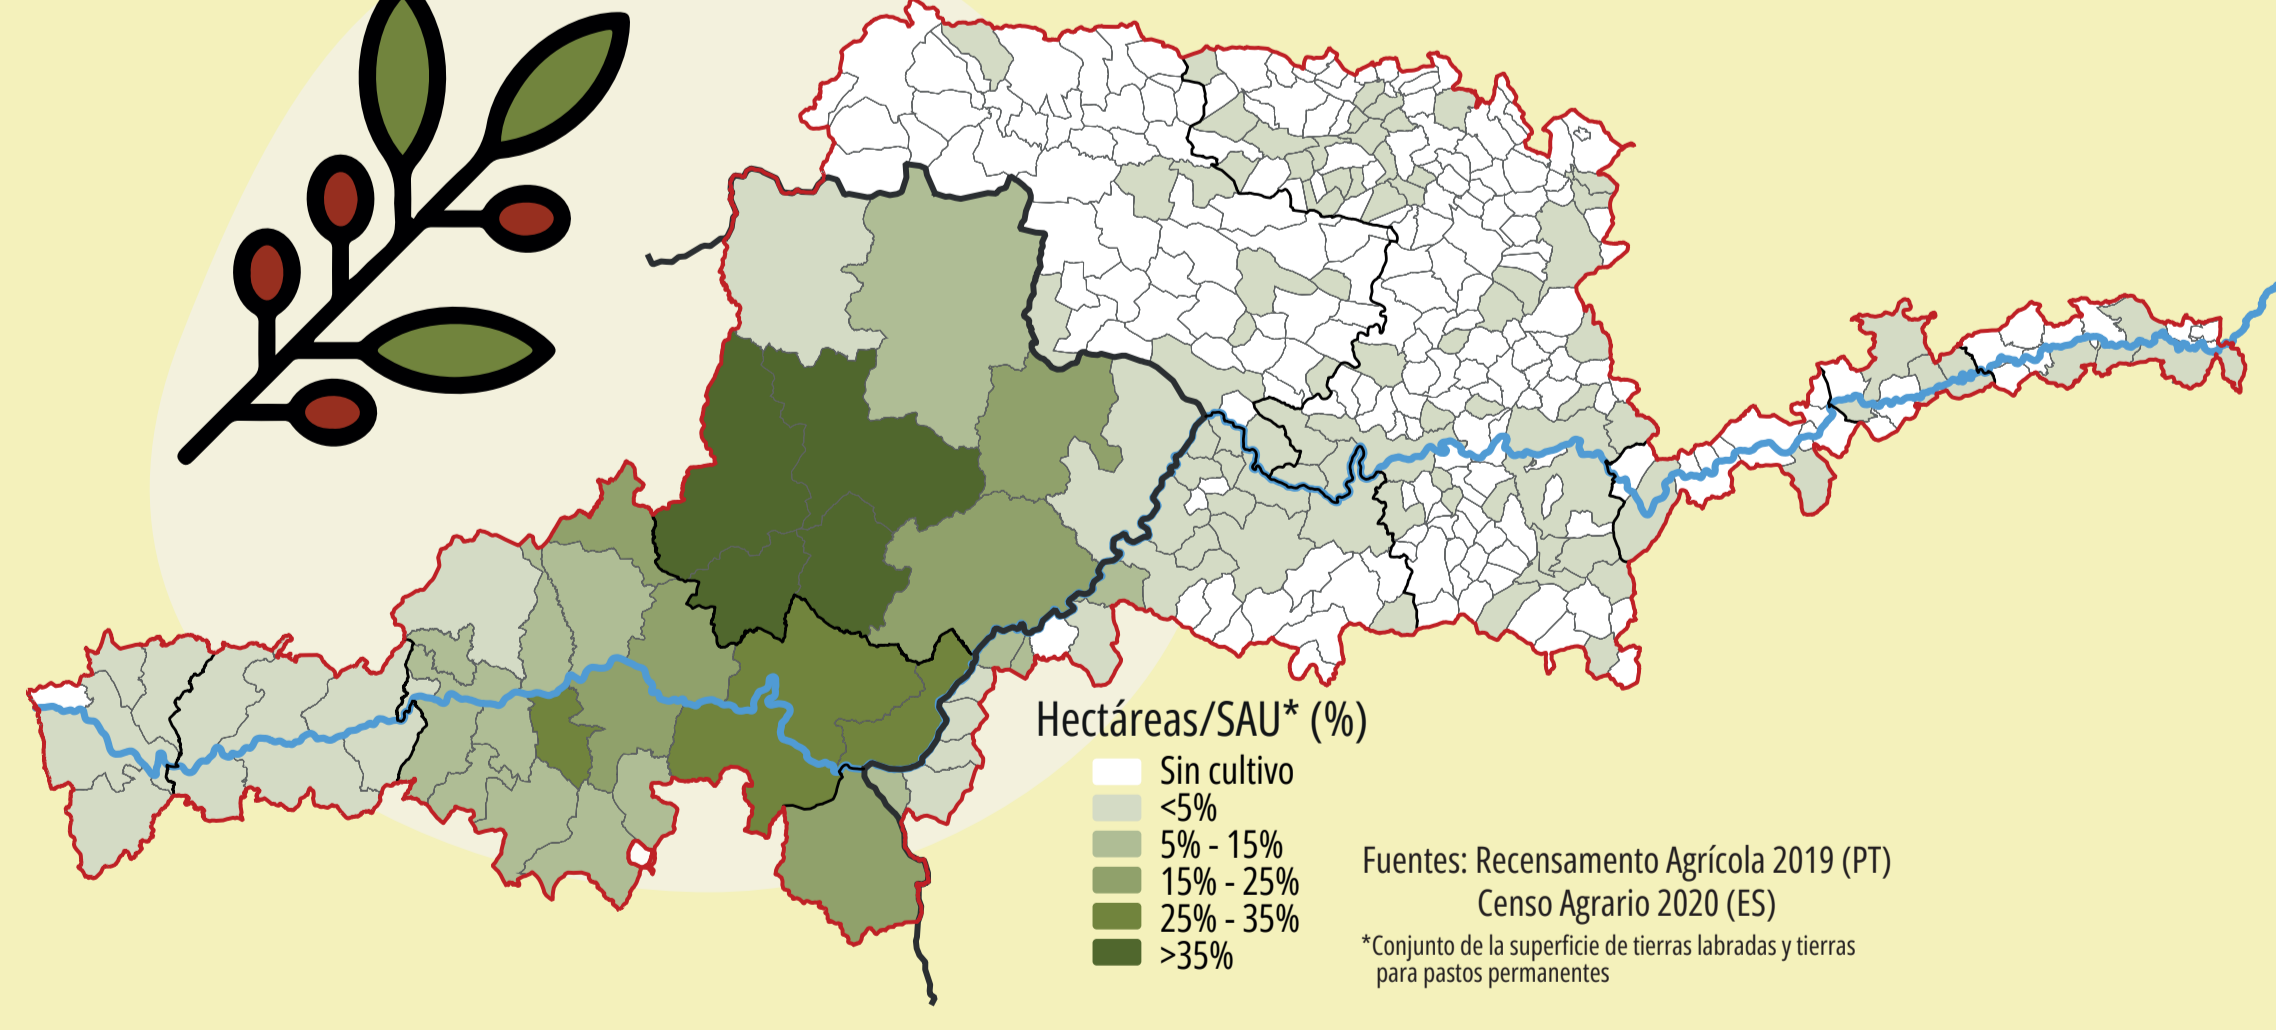 Hectáreas/SAU* (%)
Sin cultivo
<5%
5% - 15%
15% - 25%
25% - 35%
>35%
Fuentes: Recensamento Agrícola 2019 (PT)
Censo Agrario 2020 (ES)
*Conjunto de la superficie de tierras labradas y tierras
para pastos permanentes